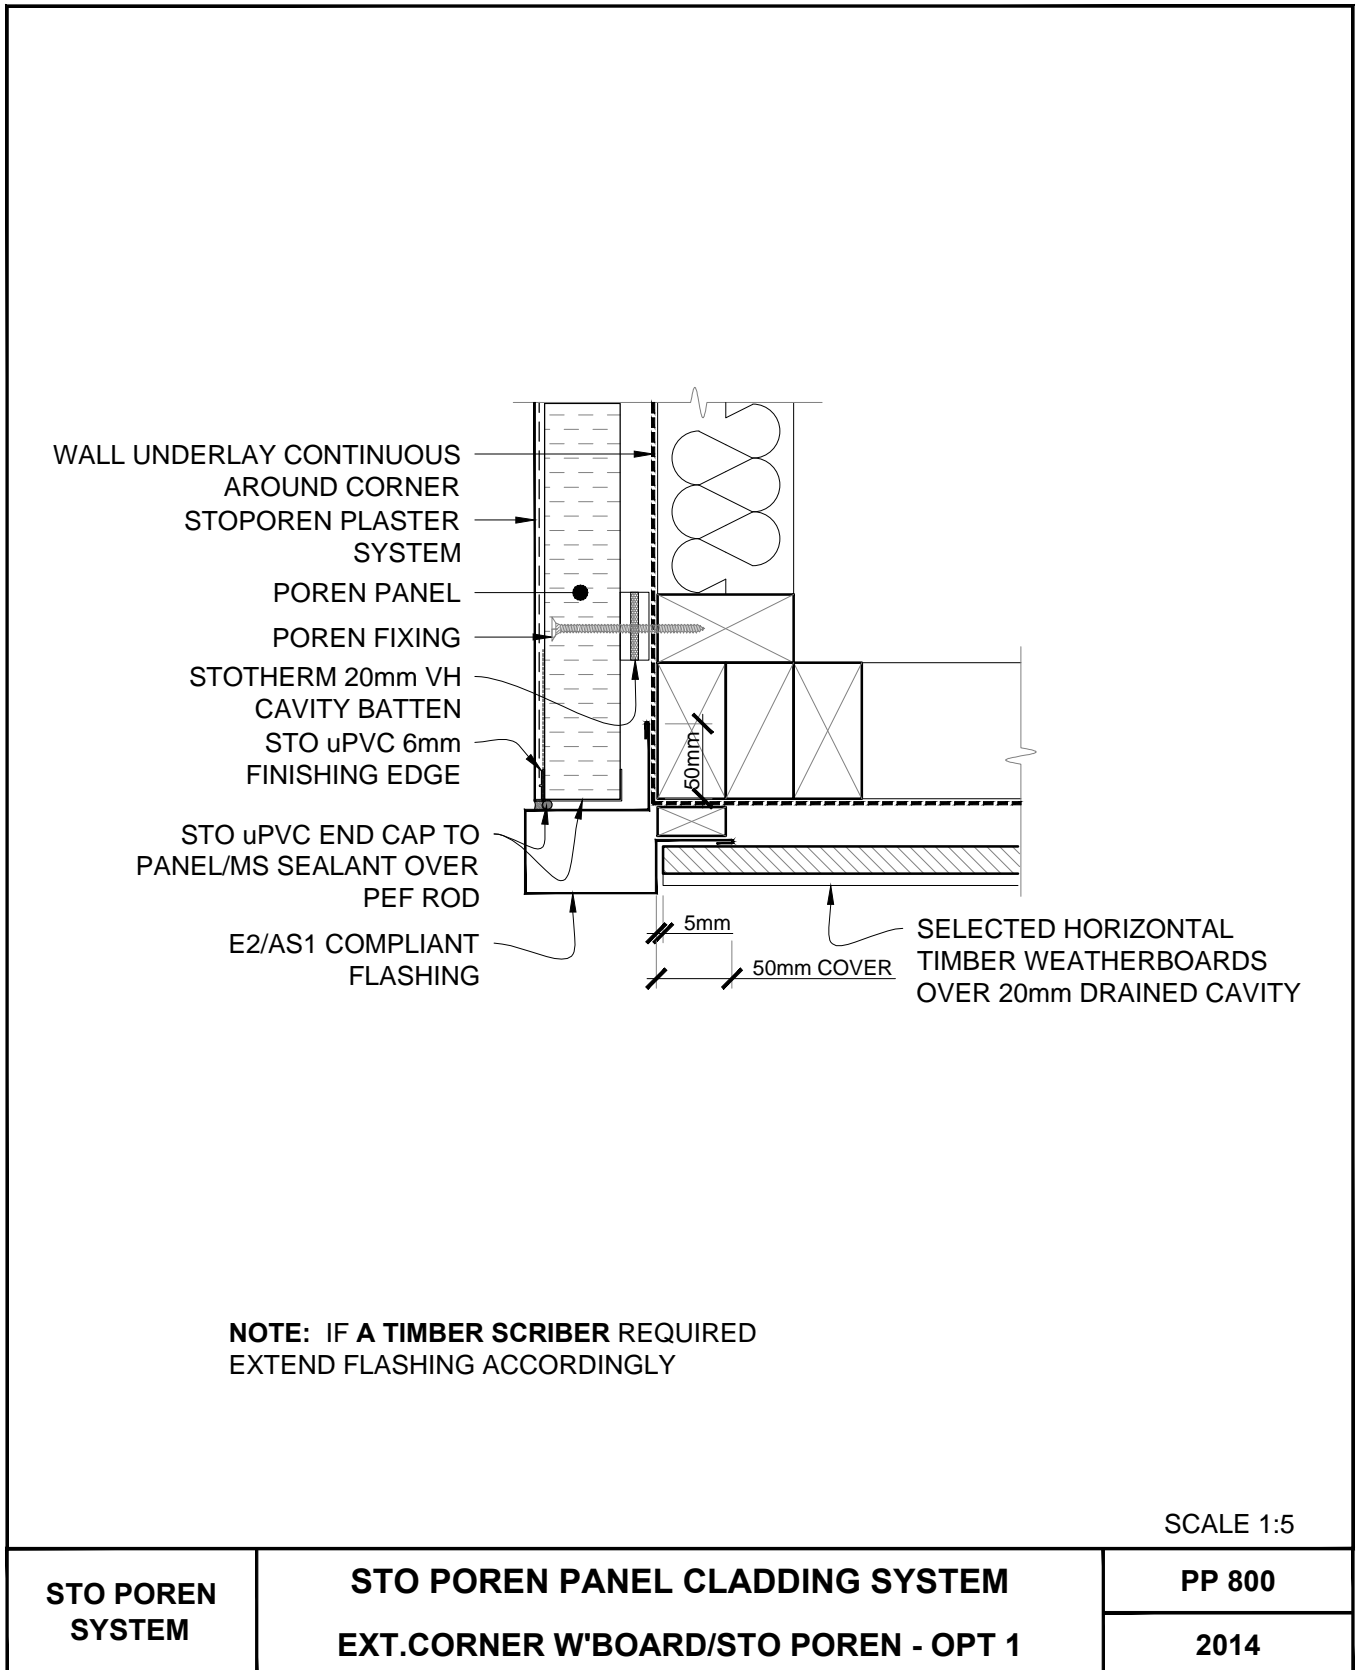 WALL UNDERLAY CONTINUOUS
AROUND CORNER
STOPOREN PLASTER
SYSTEM
POREN PANEL
POREN FIXING
STOTHERM 20mm VH
CAVITY BATTEN
STO uPVC 6mm
FINISHING EDGE
STO uPVC END CAP TO
PANEL/MS SEALANT OVER
PEF ROD
E2/AS1 COMPLIANT
FLASHING
50mm
5mm
50mm COVER
SELECTED HORIZONTAL
TIMBER WEATHERBOARDS
OVER 20mm DRAINED CAVITY
NOTE: IF A TIMBER SCRIBER REQUIRED
EXTEND FLASHING ACCORDINGLY
SCALE 1:5
STO POREN
SYSTEM
STO POREN PANEL CLADDING SYSTEM
EXT.CORNER W'BOARD/STO POREN - OPT 1
PP 800
2014